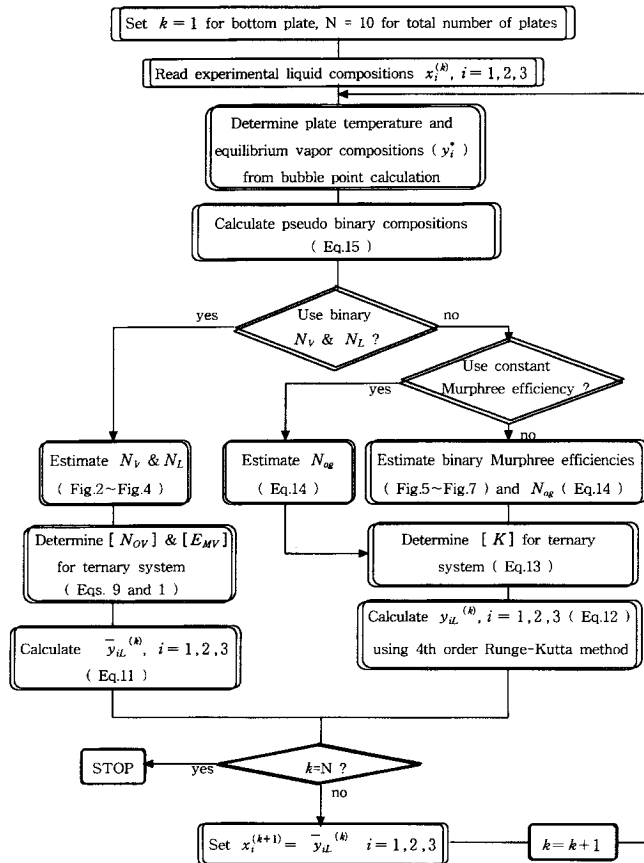 Set k = 1 for bottom plate, N = 10 for total number of plates
Read experimental liquid compositions x_i^(k), i = 1, 2, 3
Determine plate temperature and
equilibrium vapor compositions ( y_i^* )
from bubble point calculation
Calculate pseudo binary compositions
( Eq.15 )
Use binary
N_V & N_L ?
yes
no
Use constant
Murphree efficiency ?
yes
no
Estimate N_V & N_L
( Fig.2~Fig.4 )
Estimate N_og
( Eq.14 )
Estimate binary Murphree efficiencies
( Fig.5~Fig.7 ) and N_og ( Eq.14 )
Determine [ N_OV ] & [ E_MV ]
for ternary system
( Eqs. 9 and 1 )
Determine [ K ] for ternary
system ( Eq.13 )
Calculate y̅_iL^(k), i = 1, 2, 3
( Eq.11 )
Calculate y_iL^(k), i = 1, 2, 3 ( Eq.12 )
using 4th order Runge-Kutta method
STOP
yes
k=N ?
no
Set x_i^(k+1) = y̅_iL^(k) i = 1, 2, 3
k = k + 1